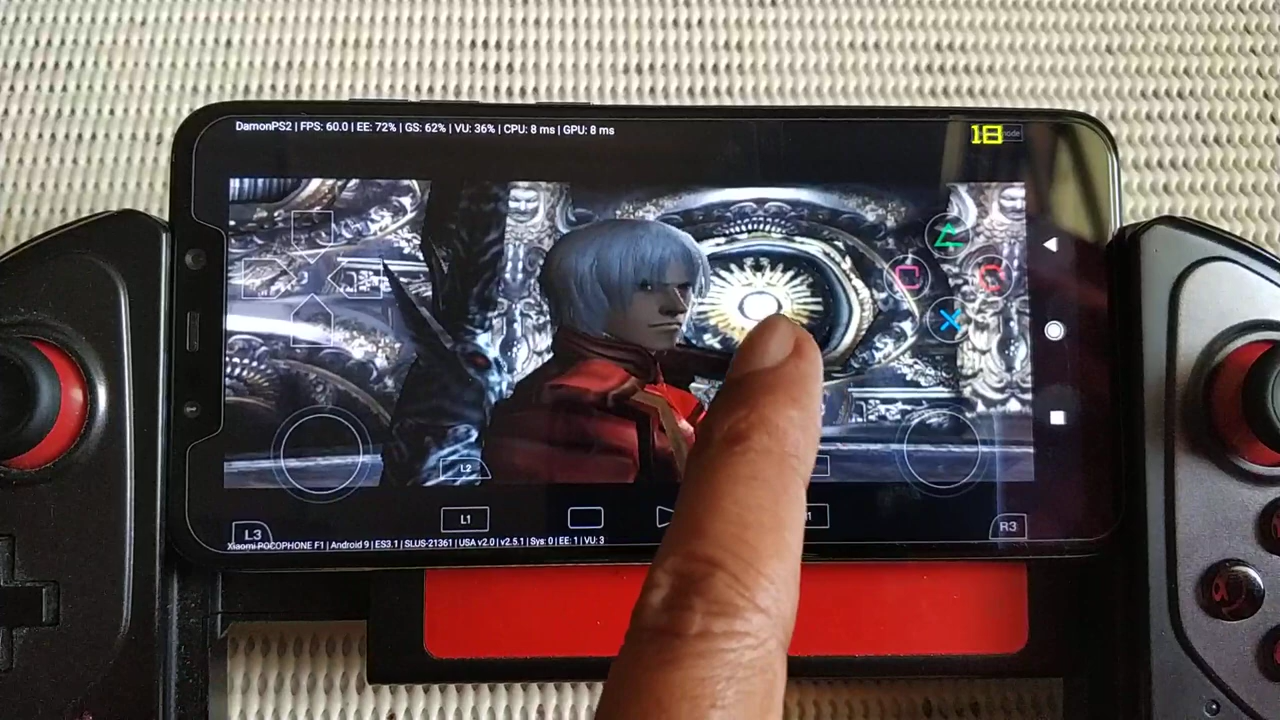 DamonPS2 | FPS: 60.0 | EE: 72% | GS: 62% | VU: 36% | CPU: 8 ms | GPU: 8 ms
18
L2
L1
L3
R3
Xiaomi POCOPHONE F1 | Android 9 | ES3.1 | SLUS-21361 | USA v2.0 | v2.5.1 | Sys: 0 | EE: 1 | VU: 3